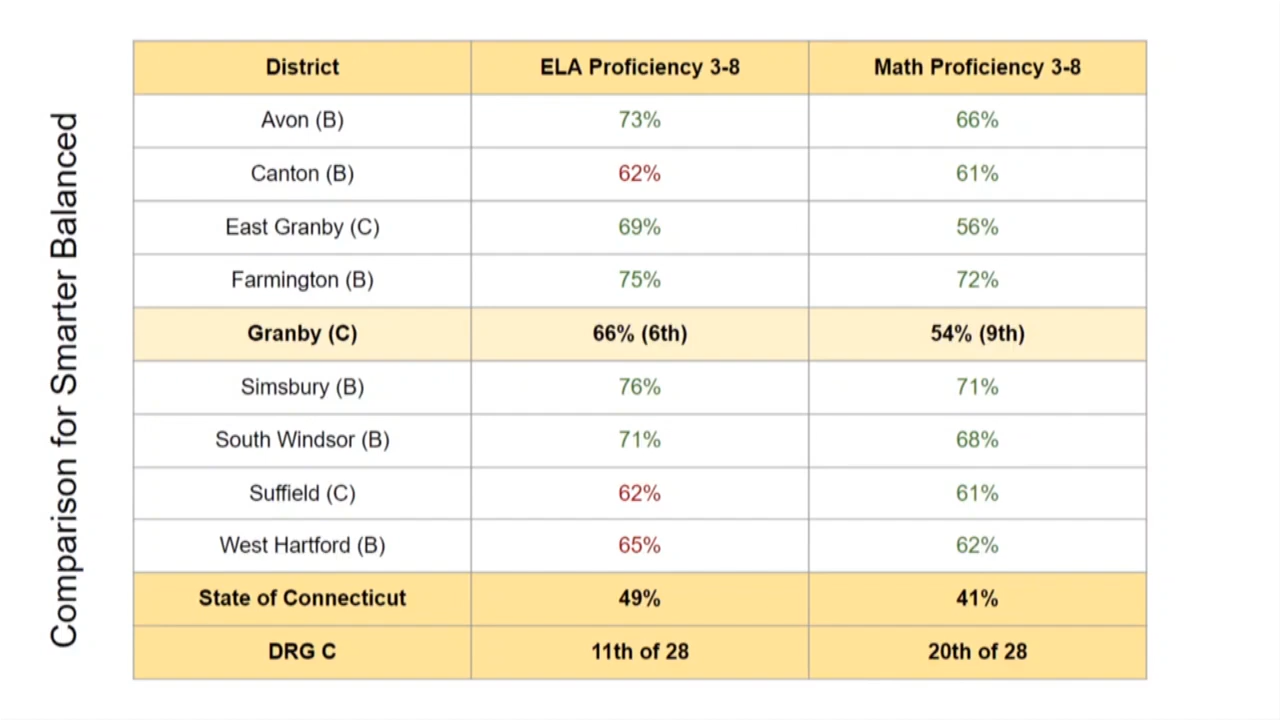 Comparison for Smarter Balanced
District ELA Proficiency 3-8 Math Proficiency 3-8
Avon (B) 73% 66%
Canton (B) 62% 61%
East Granby (C) 69% 56%
Farmington (B) 75% 72%
Granby (C) 66% (6th) 54% (9th)
Simsbury (B) 76% 71%
South Windsor (B) 71% 68%
Suffield (C) 62% 61%
West Hartford (B) 65% 62%
State of Connecticut 49% 41%
DRG C 11th of 28 20th of 28